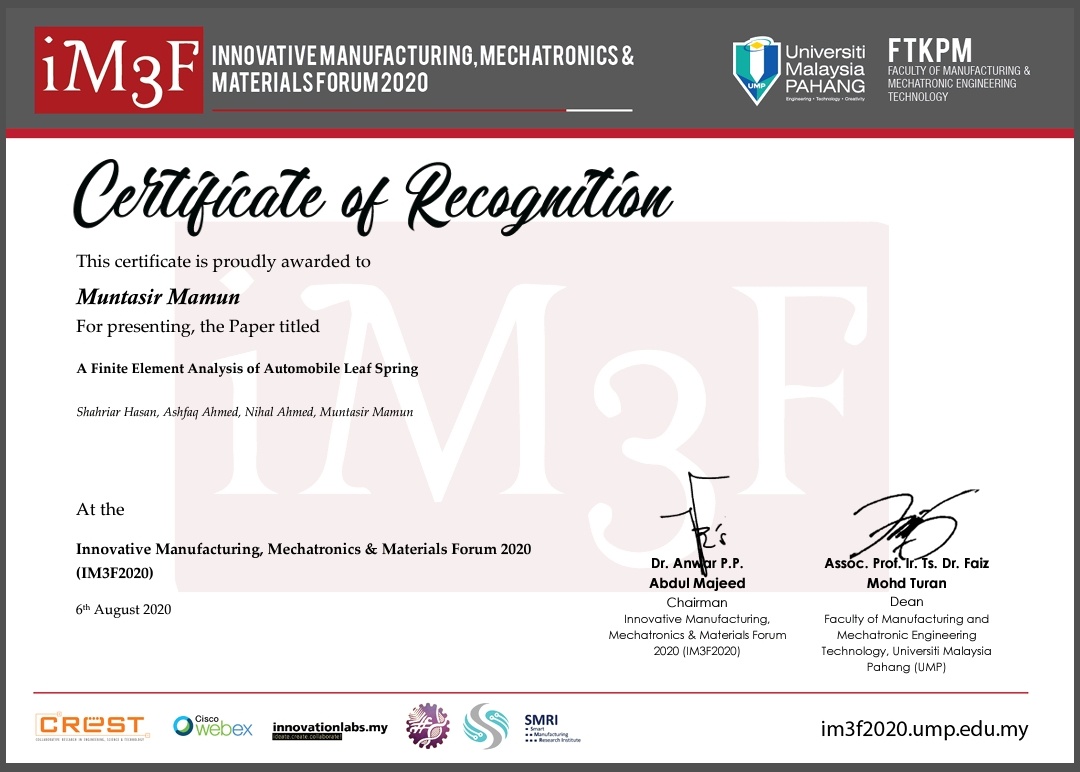 iM3F
INNOVATIVE MANUFACTURING, MECHATRONICS &
MATERIALS FORUM 2020
UMP
Universiti
Malaysia
PAHANG
Engineering • Technology • Creativity
FTKPM
FACULTY OF MANUFACTURING &
MECHATRONIC ENGINEERING
TECHNOLOGY
Certificate of Recognition
This certificate is proudly awarded to
Muntasir Mamun
For presenting, the Paper titled
A Finite Element Analysis of Automobile Leaf Spring
Shahriar Hasan, Ashfaq Ahmed, Nihal Ahmed, Muntasir Mamun
iM3F
At the
Innovative Manufacturing, Mechatronics & Materials Forum 2020
(IM3F2020)
6th August 2020
Dr. Anwar P.P.
Abdul Majeed
Chairman
Innovative Manufacturing,
Mechatronics & Materials Forum
2020 (IM3F2020)
Assoc. Prof. Ir. Ts. Dr. Faiz
Mohd Turan
Dean
Faculty of Manufacturing and
Mechatronic Engineering
Technology, Universiti Malaysia
Pahang (UMP)
CREST
COLLABORATIVE RESEARCH IN ENGINEERING, SCIENCE & TECHNOLOGY
Cisco
webex
innovationlabs.my
ideate.create.collaborate!
SMRI
Smart
Manufacturing
Research Institute
im3f2020.ump.edu.my